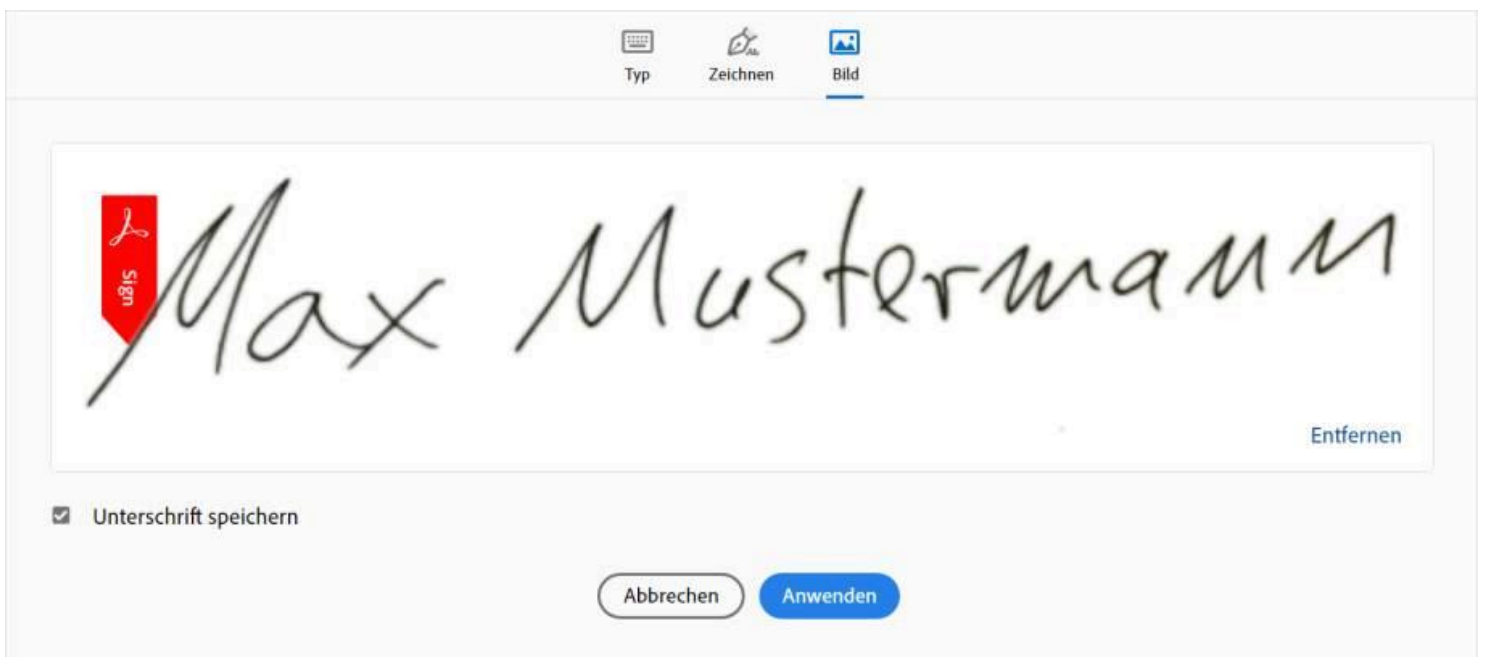 Typ Zeichnen Bild
Sign
Max Mustermann
Entfernen
Unterschrift speichern
Abbrechen Anwenden